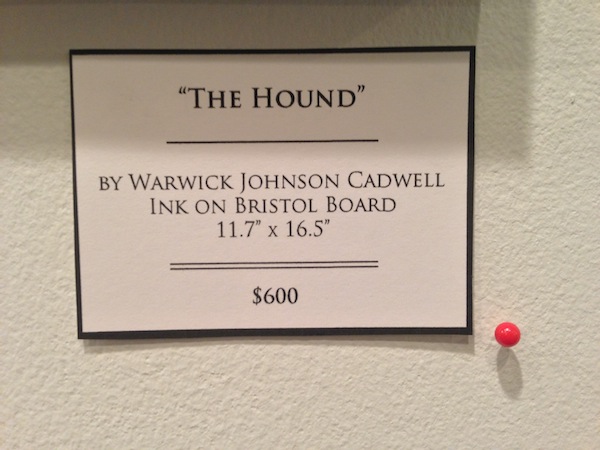 “The Hound”
by Warwick Johnson Cadwell
Ink on Bristol Board
11.7” x 16.5”
$600